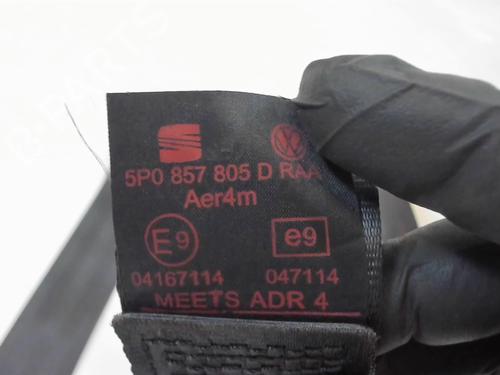 5P0 857 805 D RAA
Aer4m
E9 e9
04167114 047114
MEETS ADR 4